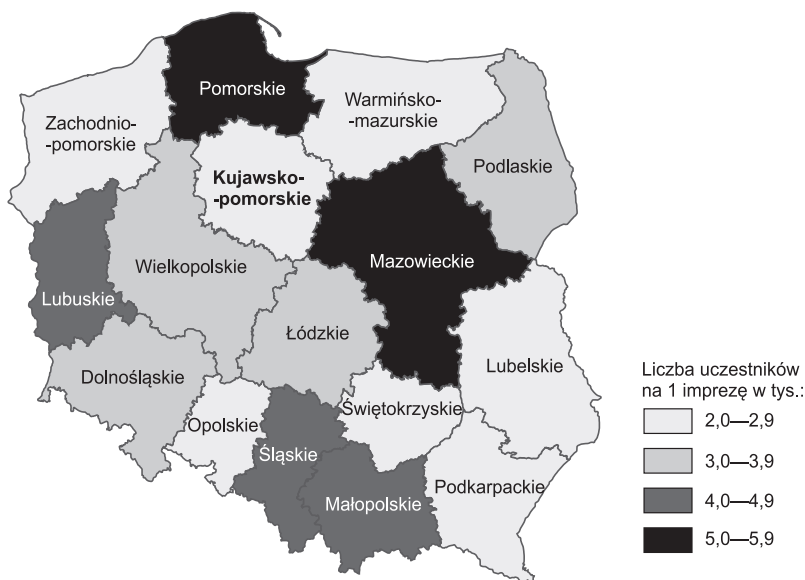 Pomorskie
Warmińsko-
-mazurskie
Zachodnio-
-pomorskie
Podlaskie
Kujawsko-
-pomorskie
Mazowieckie
Wielkopolskie
Lubuskie
Łódzkie
Lubelskie
Dolnośląskie
Opolskie
Świętokrzyskie
Śląskie
Podkarpackie
Małopolskie
Liczba uczestników
na 1 imprezę w tys.:
2,0—2,9
3,0—3,9
4,0—4,9
5,0—5,9